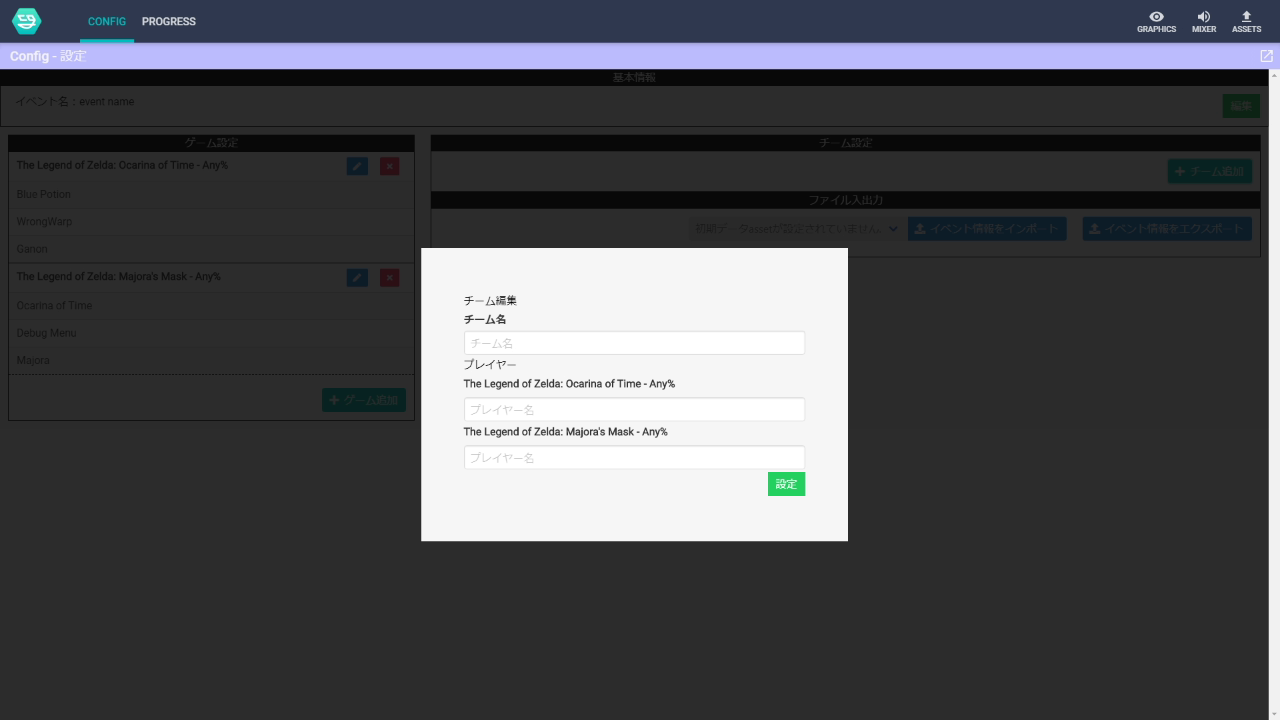 CONFIG
PROGRESS
GRAPHICS
MIXER
ASSETS
Config - 設定
基本情報
イベント名：event name
編集
ゲーム設定
The Legend of Zelda: Ocarina of Time - Any%
Blue Potion
WrongWarp
Ganon
The Legend of Zelda: Majora's Mask - Any%
Ocarina of Time
Debug Menu
Majora
ゲーム追加
チーム設定
チーム追加
ファイル入出力
初期データassetが設定されていません
イベント情報をインポート
イベント情報をエクスポート
チーム編集
チーム名
チーム名
プレイヤー
The Legend of Zelda: Ocarina of Time - Any%
プレイヤー名
The Legend of Zelda: Majora's Mask - Any%
プレイヤー名
設定